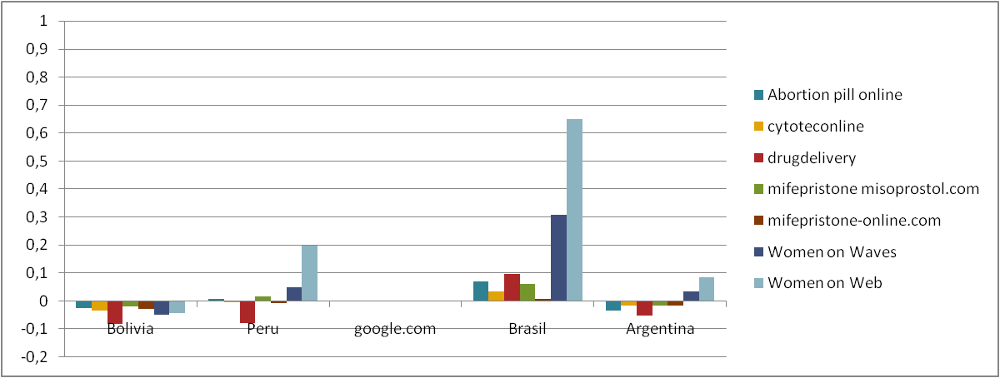 1
0,9
0,8
0,7
0,6
0,5
0,4
0,3
0,2
0,1
0
-0,1
-0,2
Bolivia
Peru
google.com
Brasil
Argentina
Abortion pill online
cytoteconline
drugdelivery
mifepristone misoprostol.com
mifepristone-online.com
Women on Waves
Women on Web